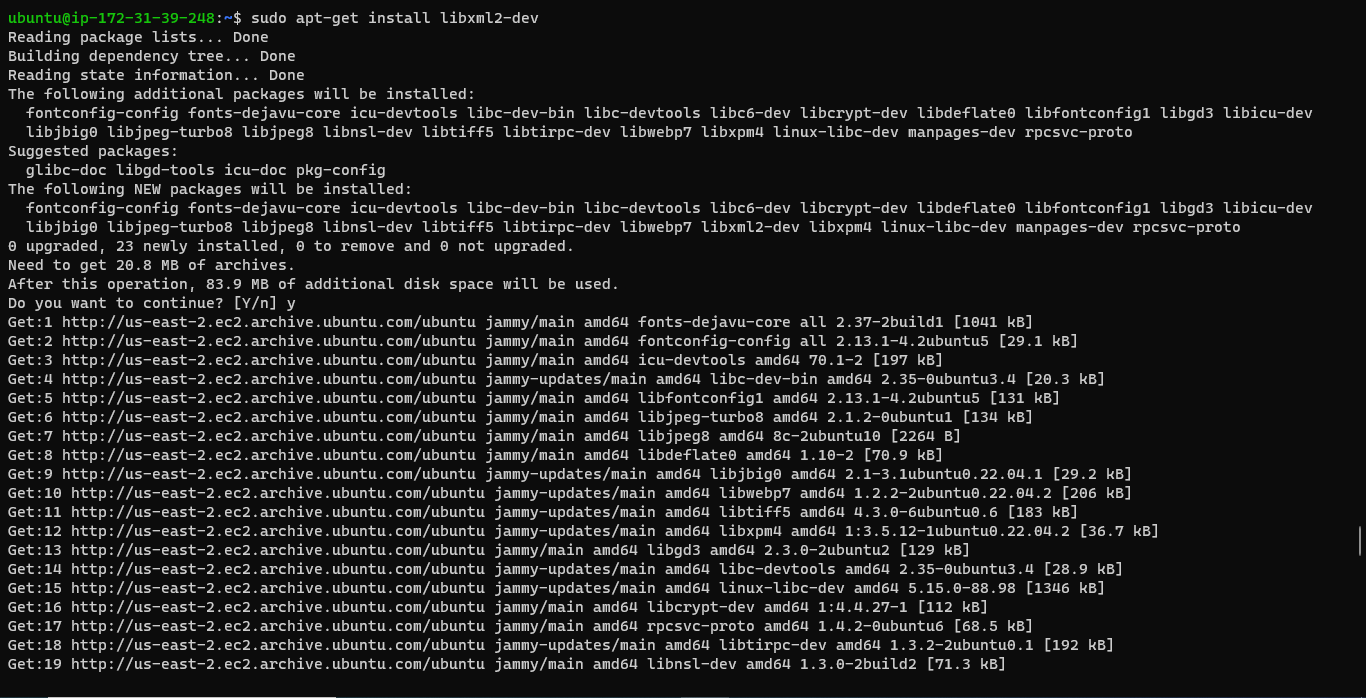 ubuntu@ip-172-31-39-248:~$ sudo apt-get install libxml2-dev
Reading package lists... Done
Building dependency tree... Done
Reading state information... Done
The following additional packages will be installed:
  fontconfig-config fonts-dejavu-core icu-devtools libc-dev-bin libc-devtools libc6-dev libcrypt-dev libdeflate0 libfontconfig1 libgd3 libicu-dev
  libjbig0 libjpeg-turbo8 libjpeg8 libnsl-dev libtiff5 libtirpc-dev libwebp7 libxpm4 linux-libc-dev manpages-dev rpcsvc-proto
Suggested packages:
  glibc-doc libgd-tools icu-doc pkg-config
The following NEW packages will be installed:
  fontconfig-config fonts-dejavu-core icu-devtools libc-dev-bin libc-devtools libc6-dev libcrypt-dev libdeflate0 libfontconfig1 libgd3 libicu-dev
  libjbig0 libjpeg-turbo8 libjpeg8 libnsl-dev libtiff5 libtirpc-dev libwebp7 libxml2-dev libxpm4 linux-libc-dev manpages-dev rpcsvc-proto
0 upgraded, 23 newly installed, 0 to remove and 0 not upgraded.
Need to get 20.8 MB of archives.
After this operation, 83.9 MB of additional disk space will be used.
Do you want to continue? [Y/n] y
Get:1 http://us-east-2.ec2.archive.ubuntu.com/ubuntu jammy/main amd64 fonts-dejavu-core all 2.37-2build1 [1041 kB]
Get:2 http://us-east-2.ec2.archive.ubuntu.com/ubuntu jammy/main amd64 fontconfig-config all 2.13.1-4.2ubuntu5 [29.1 kB]
Get:3 http://us-east-2.ec2.archive.ubuntu.com/ubuntu jammy/main amd64 icu-devtools amd64 70.1-2 [197 kB]
Get:4 http://us-east-2.ec2.archive.ubuntu.com/ubuntu jammy-updates/main amd64 libc-dev-bin amd64 2.35-0ubuntu3.4 [20.3 kB]
Get:5 http://us-east-2.ec2.archive.ubuntu.com/ubuntu jammy/main amd64 libfontconfig1 amd64 2.13.1-4.2ubuntu5 [131 kB]
Get:6 http://us-east-2.ec2.archive.ubuntu.com/ubuntu jammy/main amd64 libjpeg-turbo8 amd64 2.1.2-0ubuntu1 [134 kB]
Get:7 http://us-east-2.ec2.archive.ubuntu.com/ubuntu jammy/main amd64 libjpeg8 amd64 8c-2ubuntu10 [2264 B]
Get:8 http://us-east-2.ec2.archive.ubuntu.com/ubuntu jammy/main amd64 libdeflate0 amd64 1.10-2 [70.9 kB]
Get:9 http://us-east-2.ec2.archive.ubuntu.com/ubuntu jammy-updates/main amd64 libjbig0 amd64 2.1-3.1ubuntu0.22.04.1 [29.2 kB]
Get:10 http://us-east-2.ec2.archive.ubuntu.com/ubuntu jammy-updates/main amd64 libwebp7 amd64 1.2.2-2ubuntu0.22.04.2 [206 kB]
Get:11 http://us-east-2.ec2.archive.ubuntu.com/ubuntu jammy-updates/main amd64 libtiff5 amd64 4.3.0-6ubuntu0.6 [183 kB]
Get:12 http://us-east-2.ec2.archive.ubuntu.com/ubuntu jammy-updates/main amd64 libxpm4 amd64 1:3.5.12-1ubuntu0.22.04.2 [36.7 kB]
Get:13 http://us-east-2.ec2.archive.ubuntu.com/ubuntu jammy/main amd64 libgd3 amd64 2.3.0-2ubuntu2 [129 kB]
Get:14 http://us-east-2.ec2.archive.ubuntu.com/ubuntu jammy-updates/main amd64 libc-devtools amd64 2.35-0ubuntu3.4 [28.9 kB]
Get:15 http://us-east-2.ec2.archive.ubuntu.com/ubuntu jammy-updates/main amd64 linux-libc-dev amd64 5.15.0-88.98 [1346 kB]
Get:16 http://us-east-2.ec2.archive.ubuntu.com/ubuntu jammy/main amd64 libcrypt-dev amd64 1:4.4.27-1 [112 kB]
Get:17 http://us-east-2.ec2.archive.ubuntu.com/ubuntu jammy/main amd64 rpcsvc-proto amd64 1.4.2-0ubuntu6 [68.5 kB]
Get:18 http://us-east-2.ec2.archive.ubuntu.com/ubuntu jammy-updates/main amd64 libtirpc-dev amd64 1.3.2-2ubuntu0.1 [192 kB]
Get:19 http://us-east-2.ec2.archive.ubuntu.com/ubuntu jammy/main amd64 libnsl-dev amd64 1.3.0-2build2 [71.3 kB]